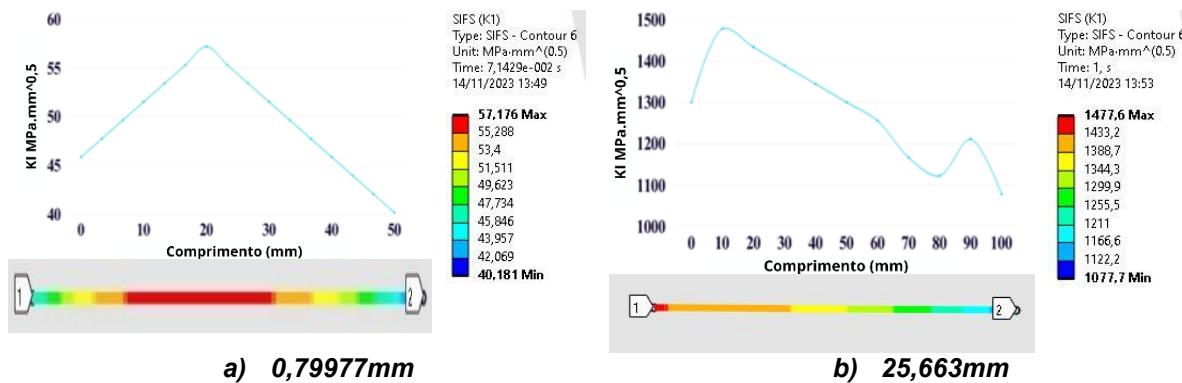 60
55
50
45
40
KI MPa.mm^0,5
0 10 20 30 40 50
Comprimento (mm)
SIFS (K1)
Type: SIFS - Contour 6
Unit: MPa·mm^(0.5)
Time: 7,1429e-002 s
14/11/2023 13:49
57,176 Max
55,288
53,4
51,511
49,623
47,734
45,846
43,957
42,069
40,181 Min
1 2
a) 0,79977mm
1500
1400
1300
1200
1100
1000
KI MPa.mm^0,5
0 10 20 30 40 50 60 70 80 90 100
Comprimento (mm)
SIFS (K1)
Type: SIFS - Contour 6
Unit: MPa·mm^(0.5)
Time: 1, s
14/11/2023 13:53
1477,6 Max
1433,2
1388,7
1344,3
1299,9
1255,5
1211
1166,6
1122,2
1077,7 Min
1 2
b) 25,663mm